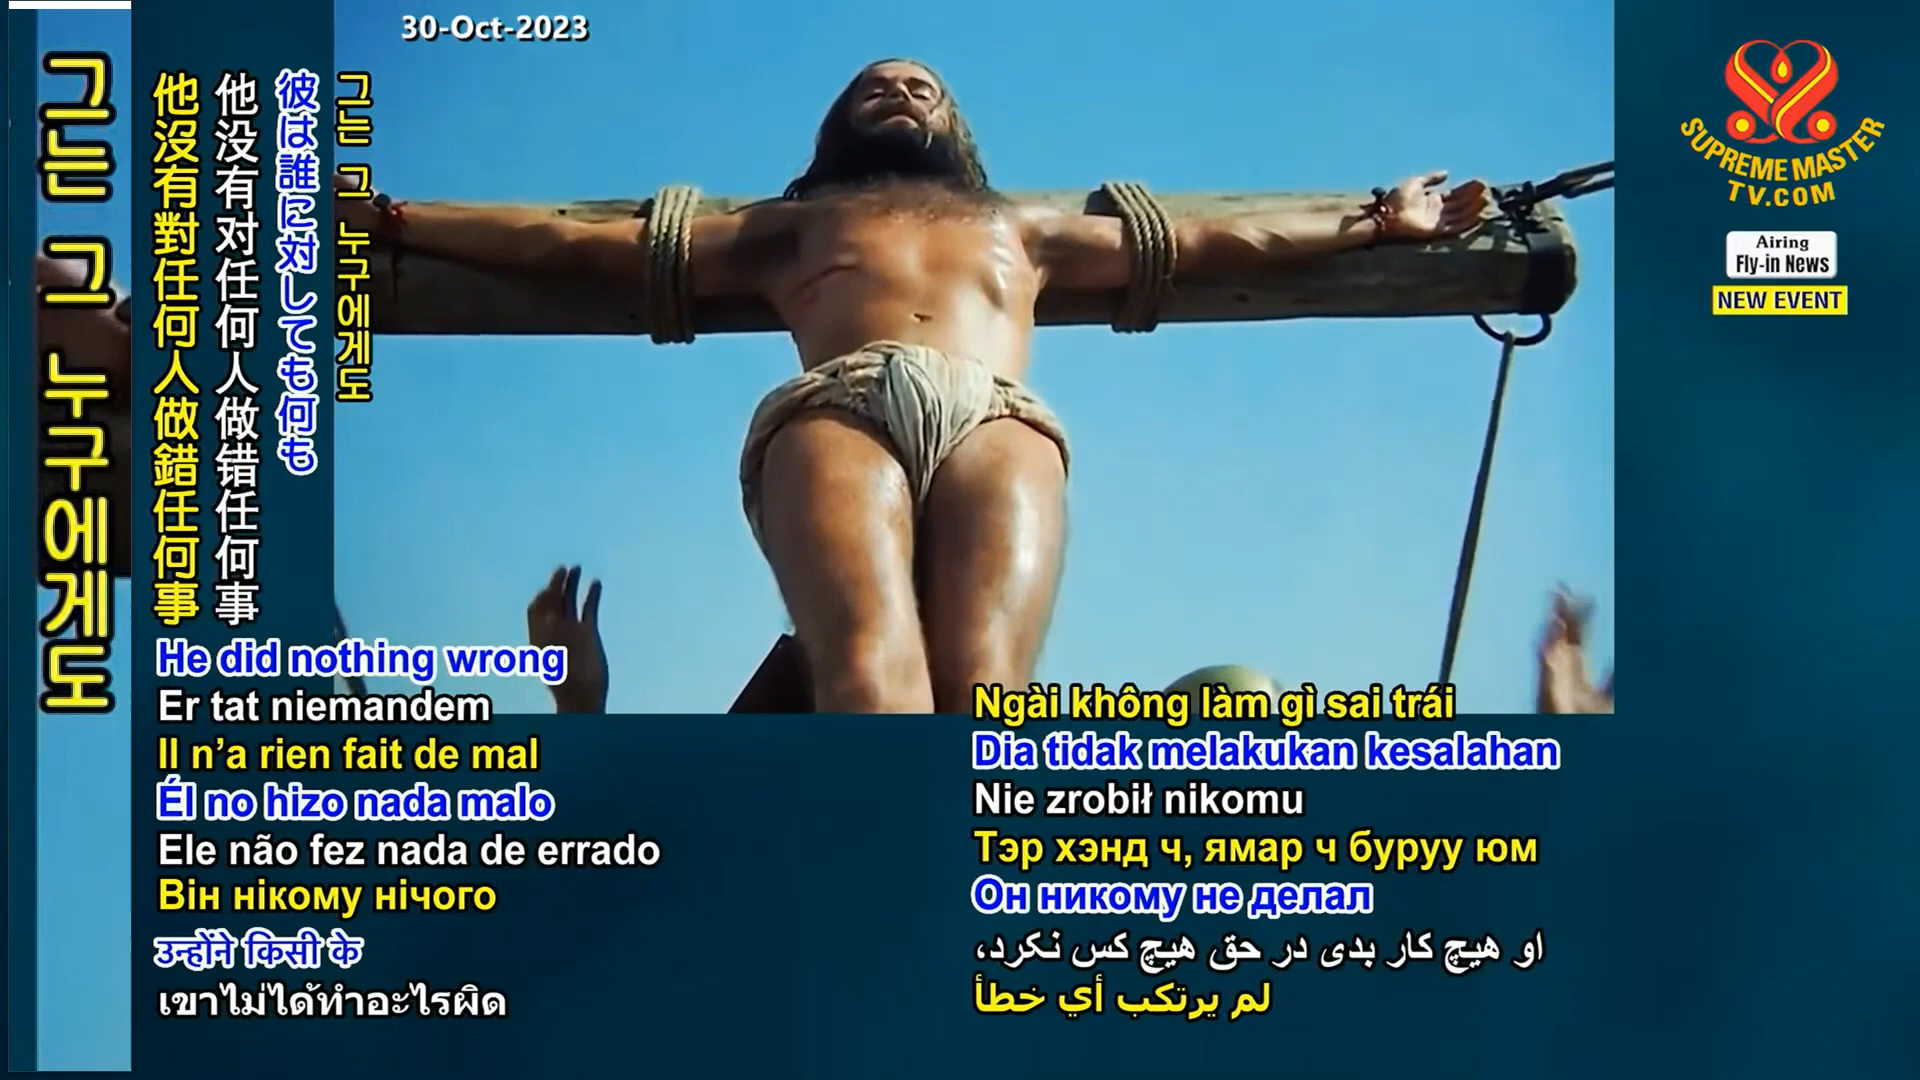 30-Oct-2023
그는 그 누구에게도
他沒有對任何人做錯任何事
他没有对任何人做错任何事
彼は誰に対しても何も
그는 그 누구에게도
SUPREME MASTER
TV.COM
Airing
Fly-in News
NEW EVENT
He did nothing wrong
Er tat niemandem
Il n’a rien fait de mal
Él no hizo nada malo
Ele não fez nada de errado
Він нікому нічого
उन्होंने किसी के
เขาไม่ได้ทำอะไรผิด
Ngài không làm gì sai trái
Dia tidak melakukan kesalahan
Nie zrobił nikomu
Тэр хэнд ч, ямар ч буруу юм
Он никому не делал
او هیچ کار بدی در حق هیچ کس نکرد،
لم يرتكب أي خطأ